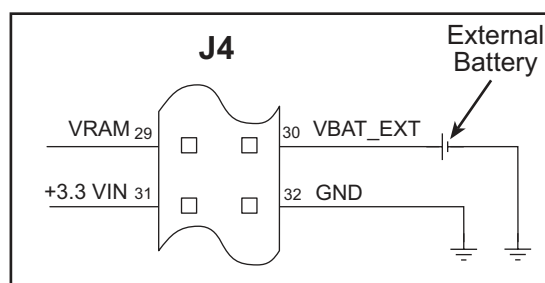 J4
External
Battery
VRAM 29
30 VBAT_EXT
+3.3 VIN 31
32 GND